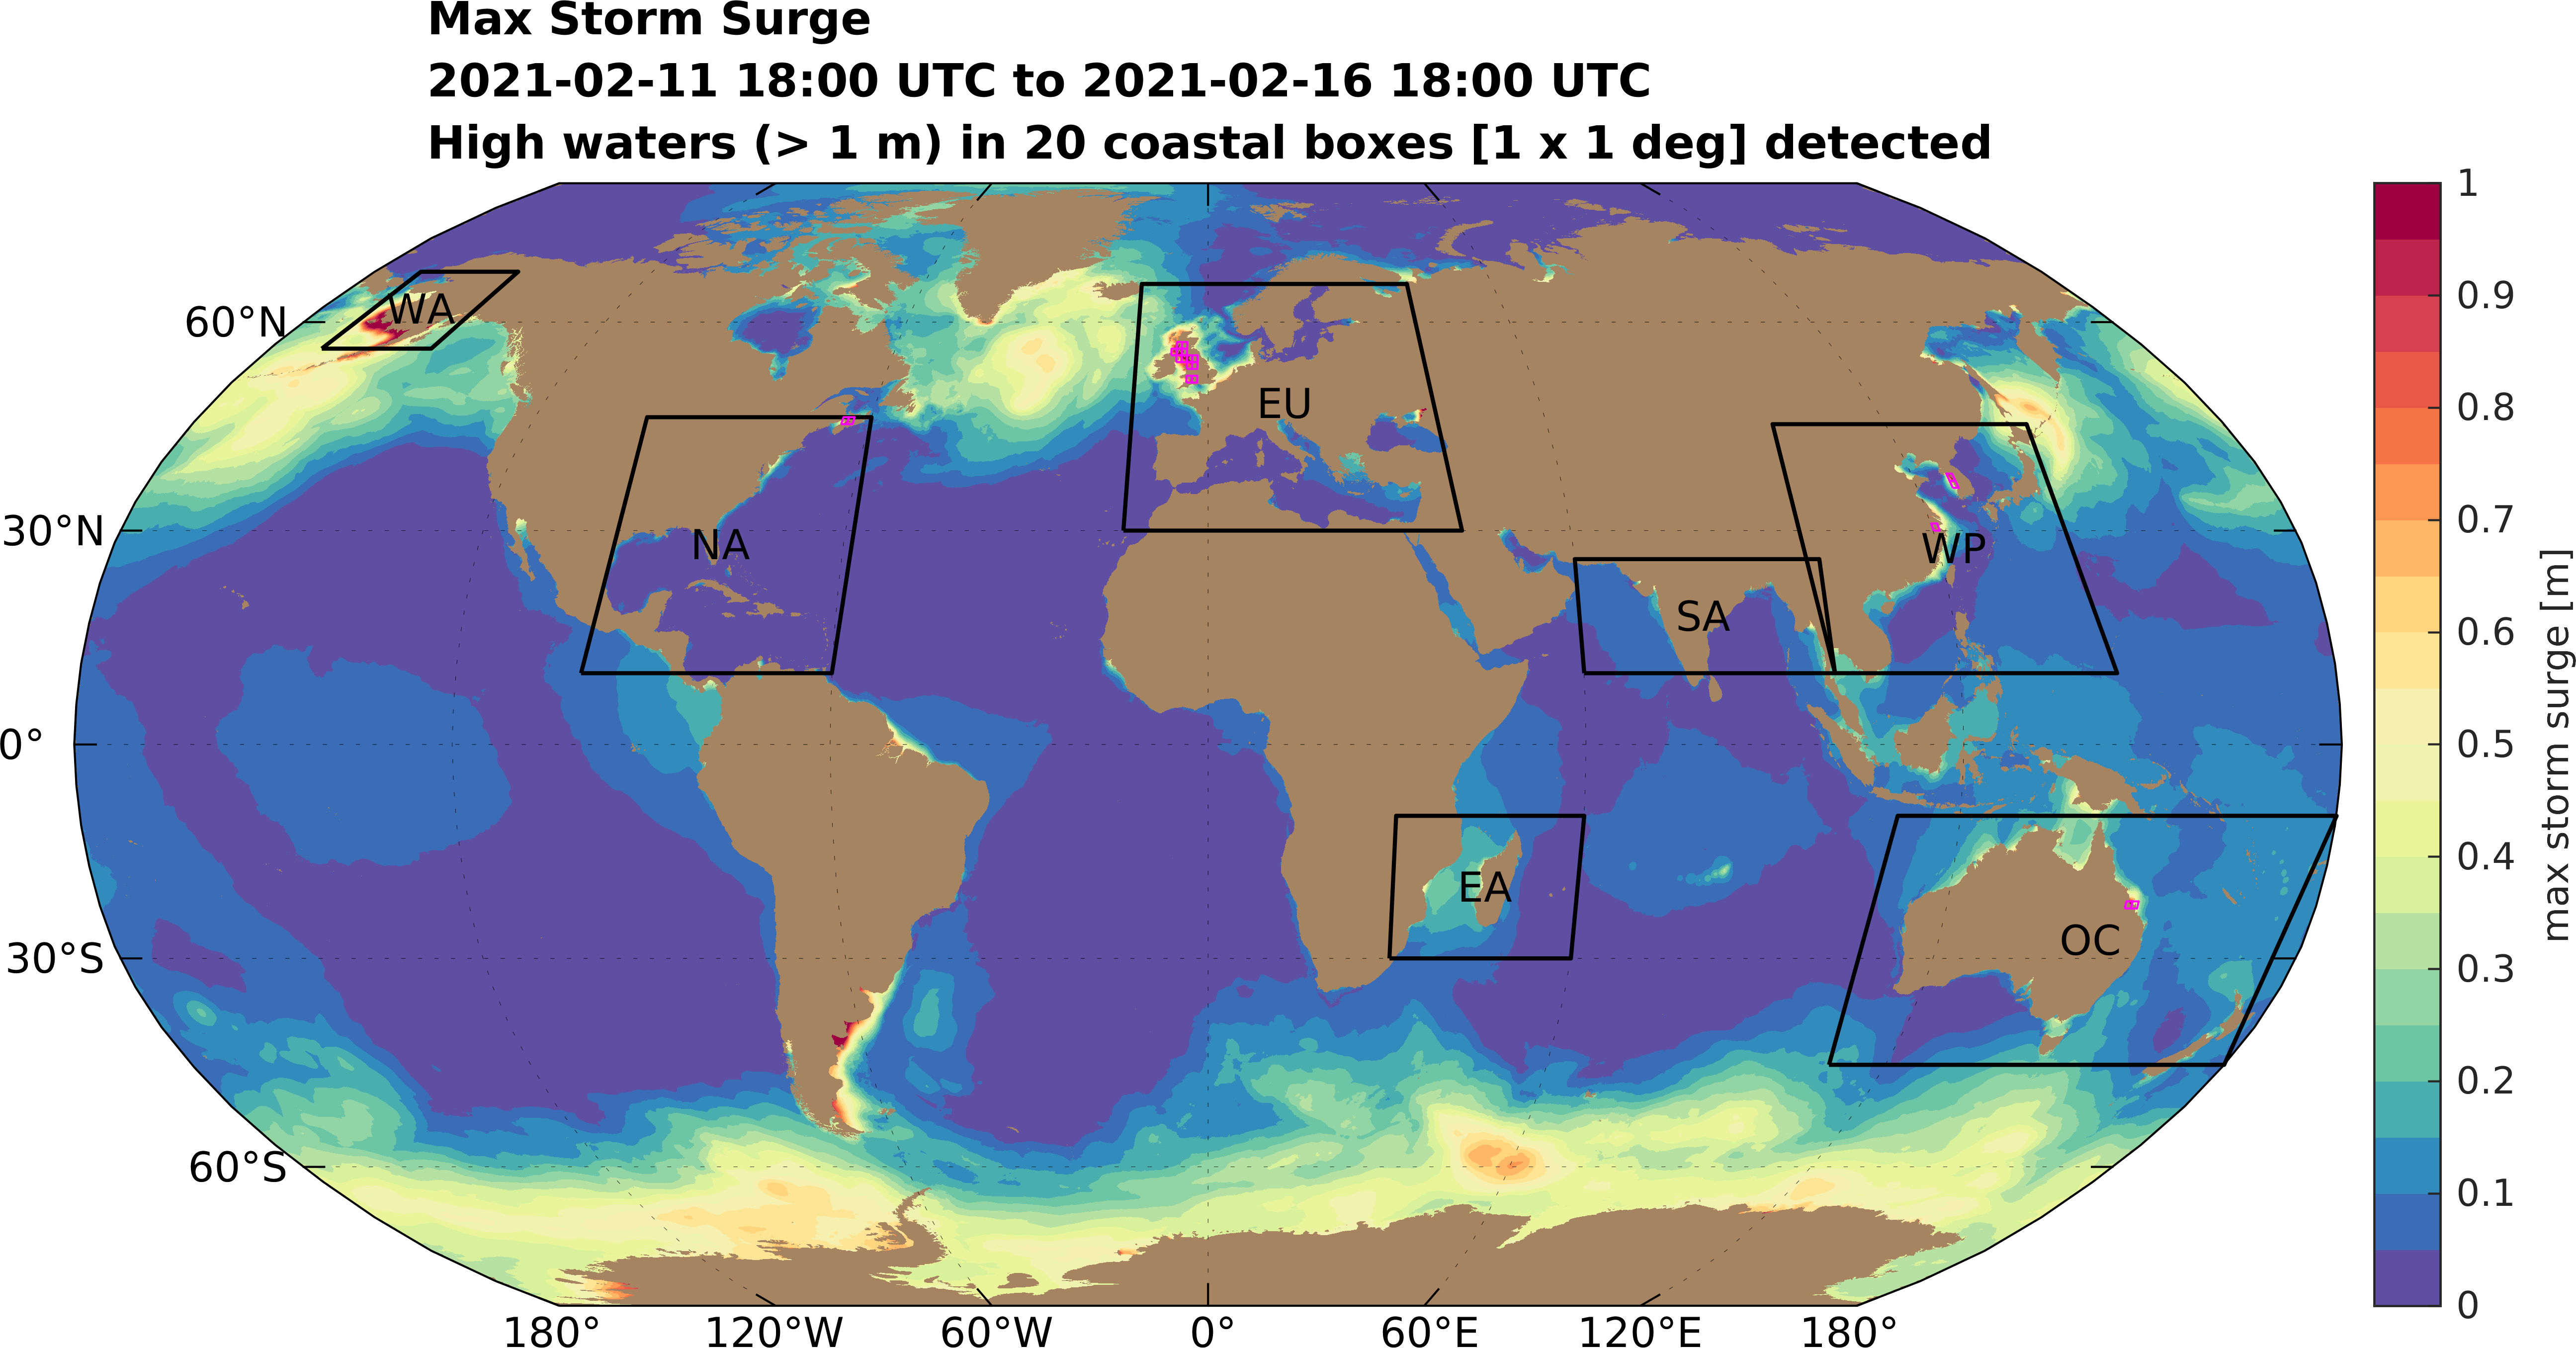 Max Storm Surge
2021-02-11 18:00 UTC to 2021-02-16 18:00 UTC
High waters (> 1 m) in 20 coastal boxes [1 x 1 deg] detected
60°N
30°N
0°
30°S
60°S
WA
NA
EU
SA
WP
EA
OC
180°
120°W
60°W
0°
60°E
120°E
180°
1
0.9
0.8
0.7
0.6
0.5
0.4
0.3
0.2
0.1
0
max storm surge [m]